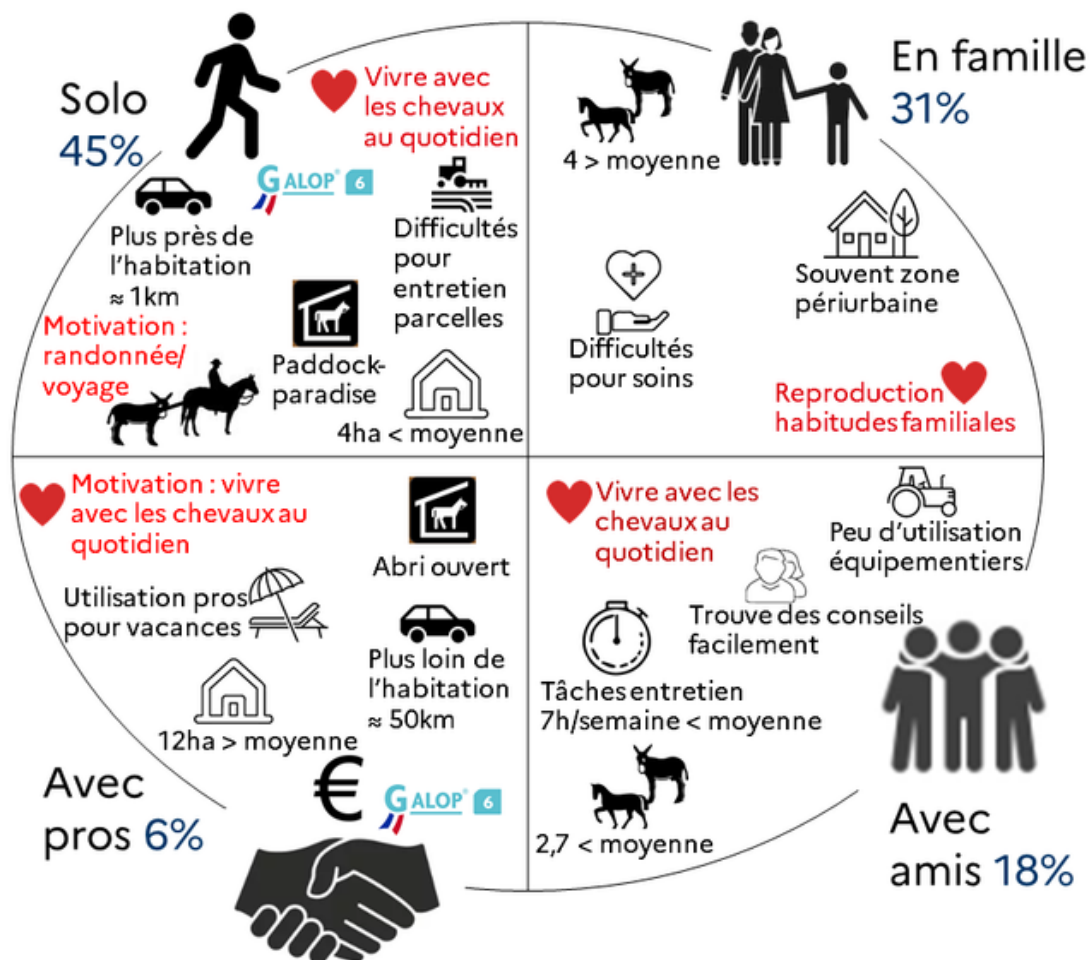 Solo
45%
Vivre avec
les chevaux
au quotidien
GALOP® 6
Plus près de
l'habitation
≈ 1km
Difficultés
pour
entretien
parcelles
Motivation :
randonnée/
voyage
Paddock-
paradise
4ha < moyenne
En famille
31%
4 > moyenne
Souvent zone
périurbaine
Difficultés
pour soins
Reproduction
habitudes familiales
Motivation : vivre
avec les chevaux au
quotidien
Abri ouvert
Utilisation pros
pour vacances
Plus loin de
l'habitation
≈ 50km
12ha > moyenne
Avec
pros 6%
€
GALOP® 6
Vivre avec les
chevaux au
quotidien
Peu d'utilisation
équipementiers
Trouve des conseils
facilement
Tâches entretien
7h/semaine < moyenne
2,7 < moyenne
Avec
amis 18%